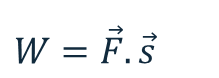 W = F⃗ . s⃗